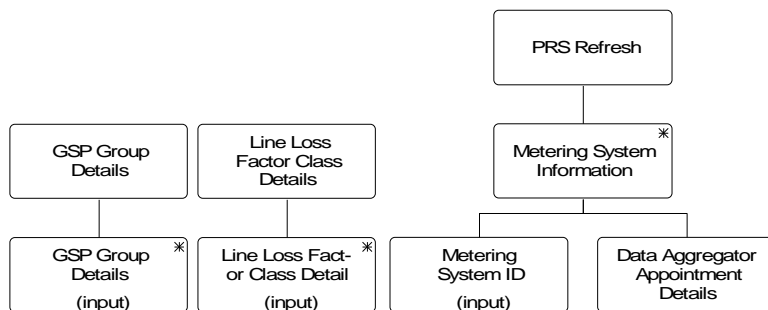 PRS Refresh
GSP Group
Details
Line Loss
Factor Class
Details
*
Metering System
Information
*
GSP Group
Details
(input)
*
Line Loss Fact-
or Class Detail
(input)
Metering
System ID
(input)
Data Aggregator
Appointment
Details